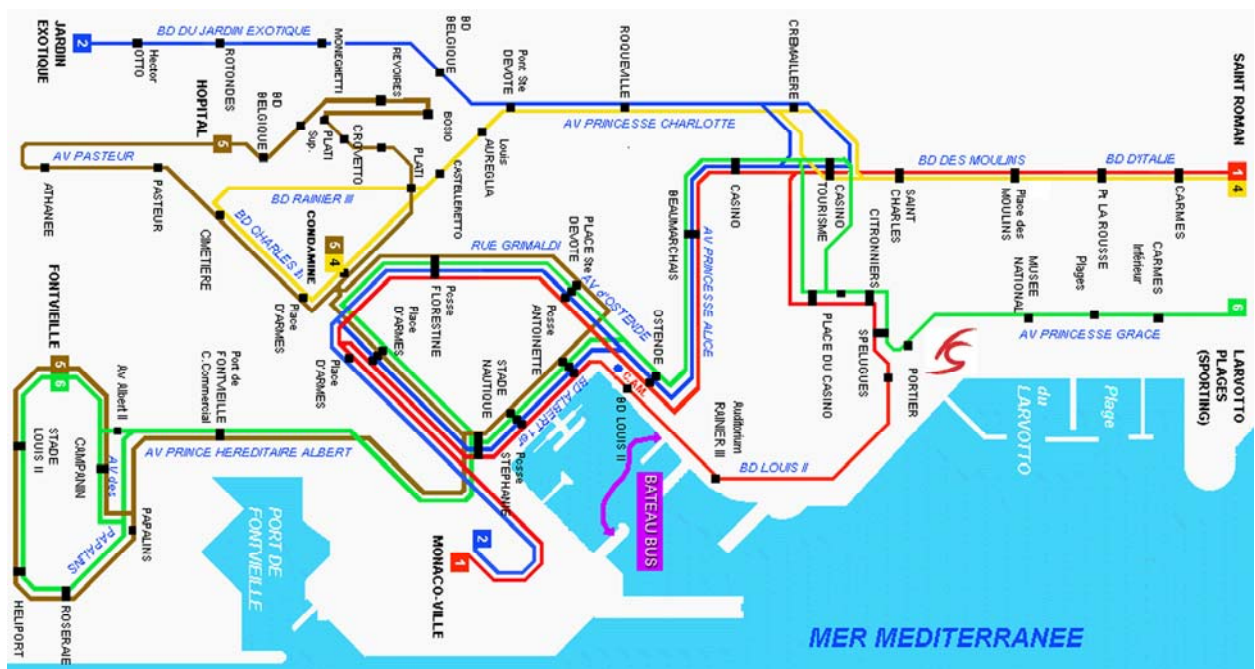 JARDIN
EXOTIQUE
2
BD DU JARDIN EXOTIQUE
Hector
OTTO
ROTONDES
MONEGHETTI
BD
BELGIQUE
REVOIRES
Pont Ste
DEVOTE
ROQUEVILLE
CREMAILLERE
AV PRINCESSE CHARLOTTE
SAINT ROMAN
1
4
BD DES MOULINS
BD D'ITALIE
HOPITAL
5
BD
BELGIQUE
Sup.
PLATI
CROVETTO
PLATI
BOSIO
Louis
AUREGLIA
CASTELLERETTO
AV PASTEUR
ATHANEE
PASTEUR
CIMETIERE
BD RAINIER III
BD CHARLES III
CONDAMINE
5
4
Place
D'ARMES
RUE GRIMALDI
PLACE Ste
DEVOTE
AV d'OSTENDE
BEAUMARCHAIS
CASINO
CASINO
TOURISME
SAINT
CHARLES
Place des
MOULINS
Pt LA ROUSSE
CARMES
CITRONNIERS
MUSEE
NATIONAL
Plages
CARMES
Inférieur
6
AV PRINCESSE GRACE
LARVOTTO
PLAGES
(SPORTING)
AV PRINCESSE ALICE
OSTENDE
PLACE DU CASINO
SPELUGUES
PORTIER
Posse
FLORESTINE
Place
D'ARMES
Place
D'ARMES
Posse
ANTOINETTE
STADE
NAUTIQUE
BD ALBERT 1er
Posse
STEPHANIE
C.A.M.
BD LOUIS II
Auditorium
RAINIER III
BD LOUIS II
BATEAU BUS
FONTVIEILLE
5
6
Av Albert II
Port de
FONTVIEILLE
C.Commercial
AV PRINCE HEREDITAIRE ALBERT
STADE
LOUIS II
CAMPANIN
AV des
PAPALINS
PAPALINS
HELIPORT
ROSERAIE
PORT DE
FONTVIEILLE
MONACO-VILLE
2
1
du
LARVOTTO
Plage
MER MEDITERRANEE